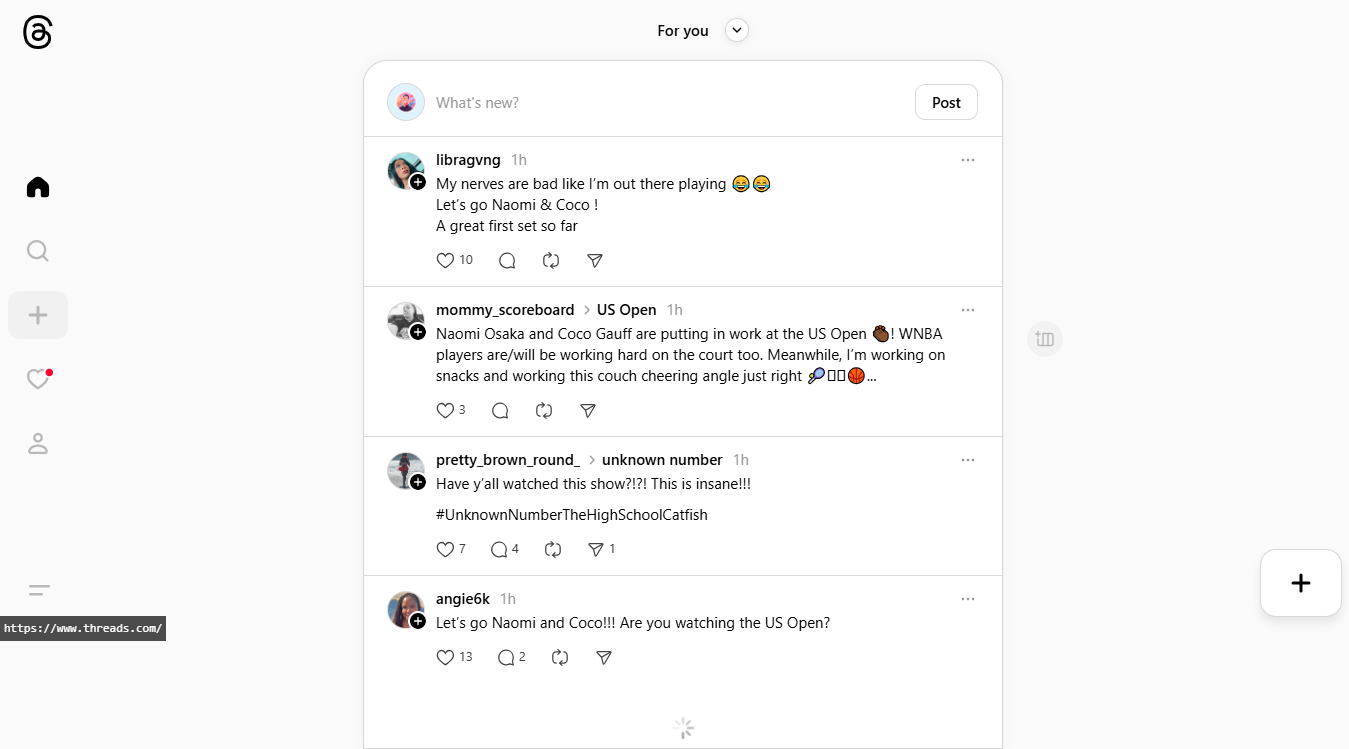 For you
What's new?
Post
libragvng 1h
My nerves are bad like I'm out there playing 😂😂
Let's go Naomi & Coco !
A great first set so far
10
mommy_scoreboard > US Open 1h
Naomi Osaka and Coco Gauff are putting in work at the US Open 👏🏾! WNBA
players are/will be working hard on the court too. Meanwhile, I'm working on
snacks and working this couch cheering angle just right 🎾▯▯🏀...
3
pretty_brown_round_ > unknown number 1h
Have y'all watched this show?!?! This is insane!!!
#UnknownNumberTheHighSchoolCatfish
7 4 1
angie6k 1h
Let's go Naomi and Coco!!! Are you watching the US Open?
13 2
https://www.threads.com/